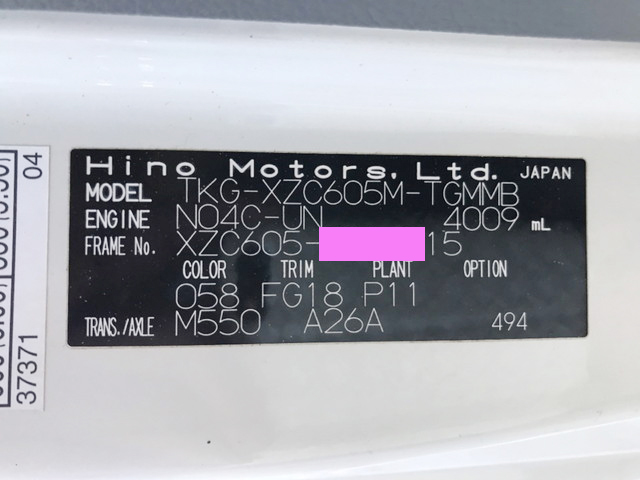 Hino Motors, Ltd. JAPAN
MODEL TKG-XZC605M-TGMMB
ENGINE N04C-UN 4009 mL
FRAME No. XZC605- 15
COLOR TRIM PLANT OPTION
058 FG18 P11
TRANS./AXLE M550 A26A 494
37371 04